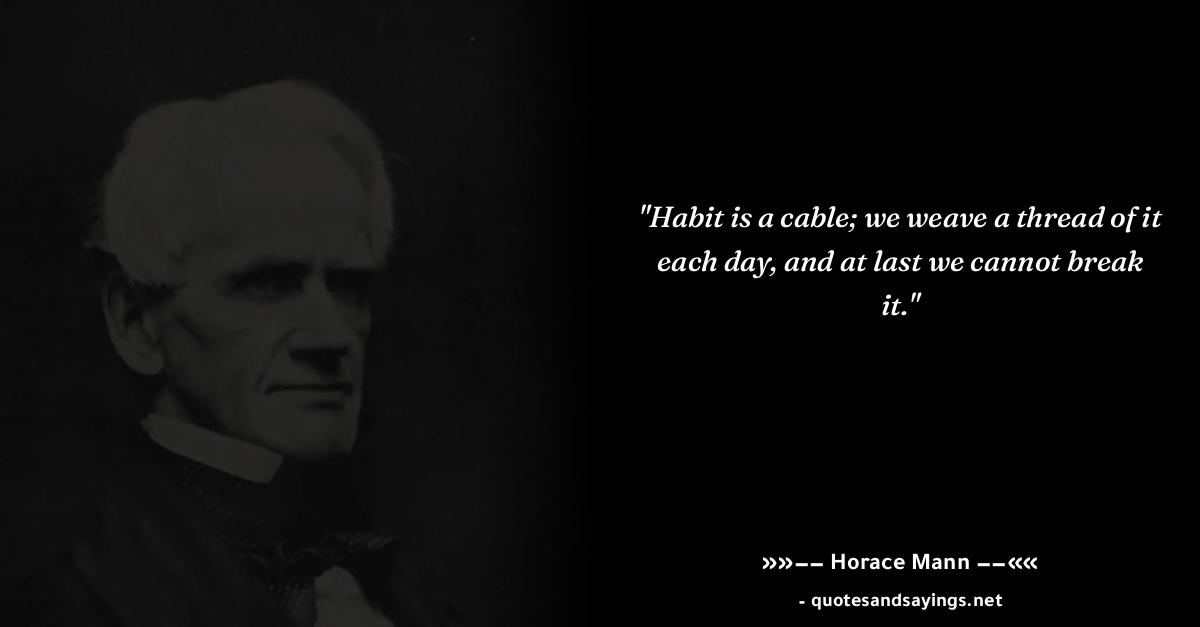 "Habit is a cable; we weave a thread of it
each day, and at last we cannot break
it."
»»−− Horace Mann −−««
- quotesandsayings.net